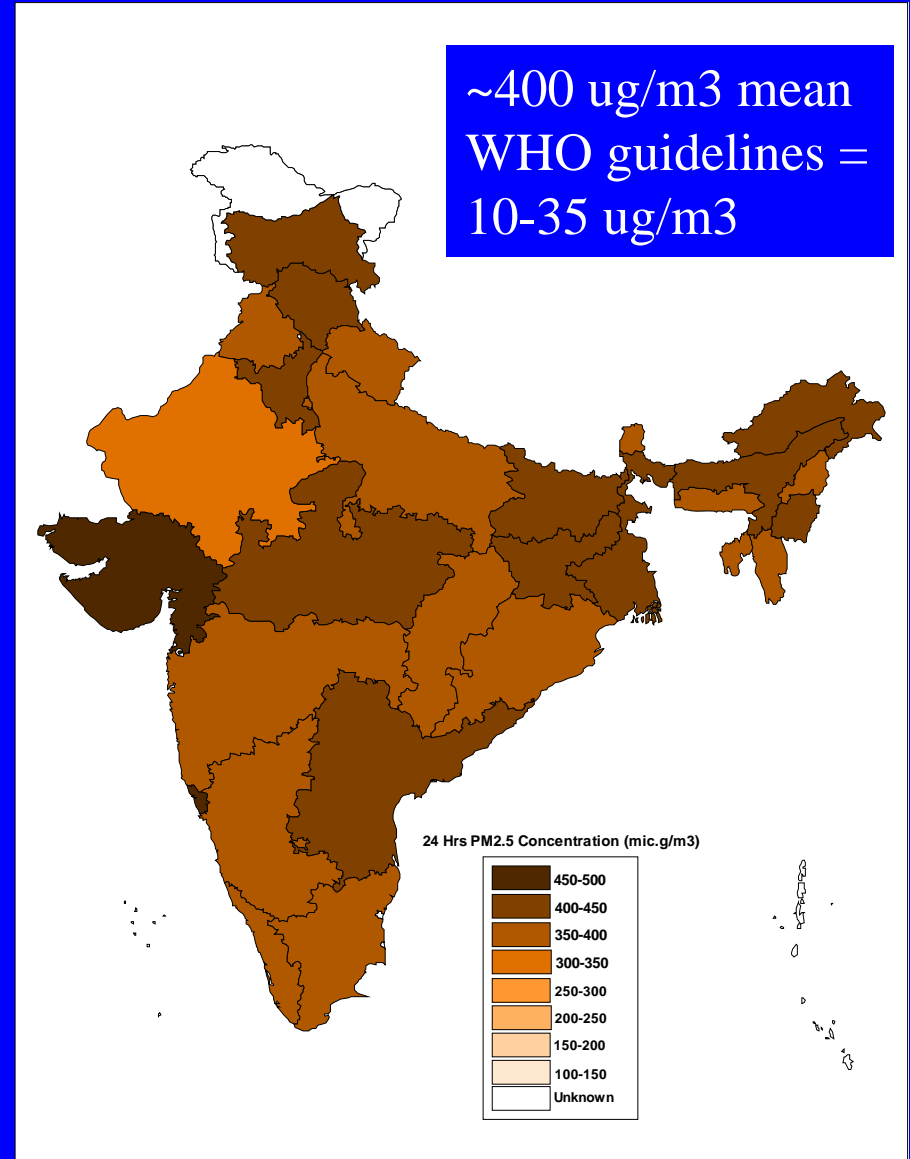 ~400 ug/m3 mean
WHO guidelines =
10-35 ug/m3
24 Hrs PM2.5 Concentration (mic.g/m3)
450-500
400-450
350-400
300-350
250-300
200-250
150-200
100-150
Unknown